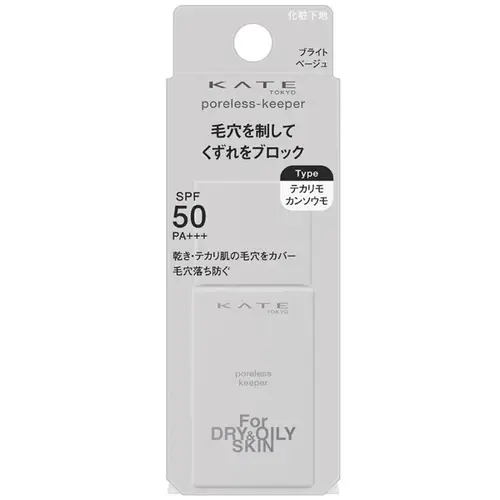 化粧下地
ブライト
ベージュ
KATE
TOKYO
poreless-keeper
毛穴を制して
くずれをブロック
Type
テカリモ
カンソウモ
SPF
50
PA+++
乾き・テカリ肌の毛穴をカバー
毛穴落ち防ぐ
KATE
TOKYO
poreless
keeper
For
DRY&OILY
SKIN